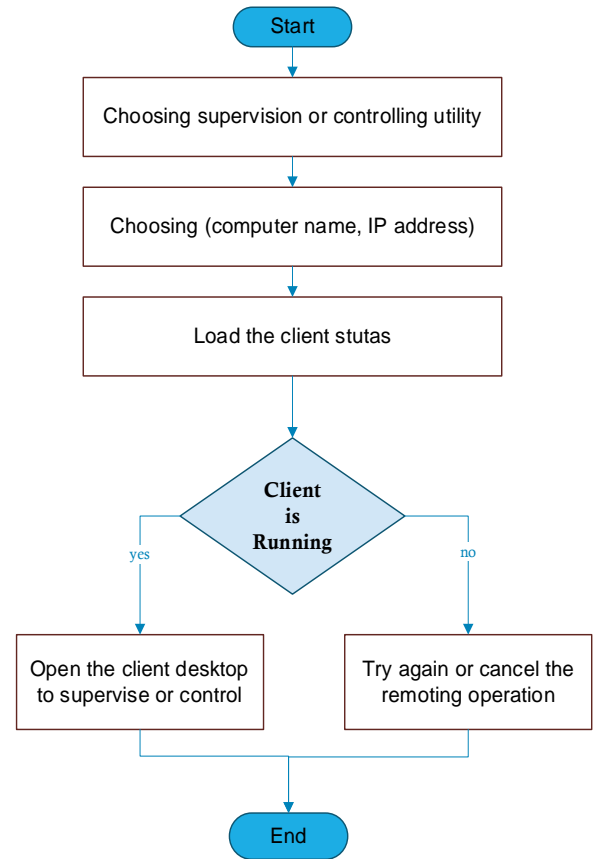 Start
Choosing supervision or controlling utility
Choosing (computer name, IP address)
Load the client stutas
Client
is
Running
yes
no
Open the client desktop
to supervise or control
Try again or cancel the
remoting operation
End